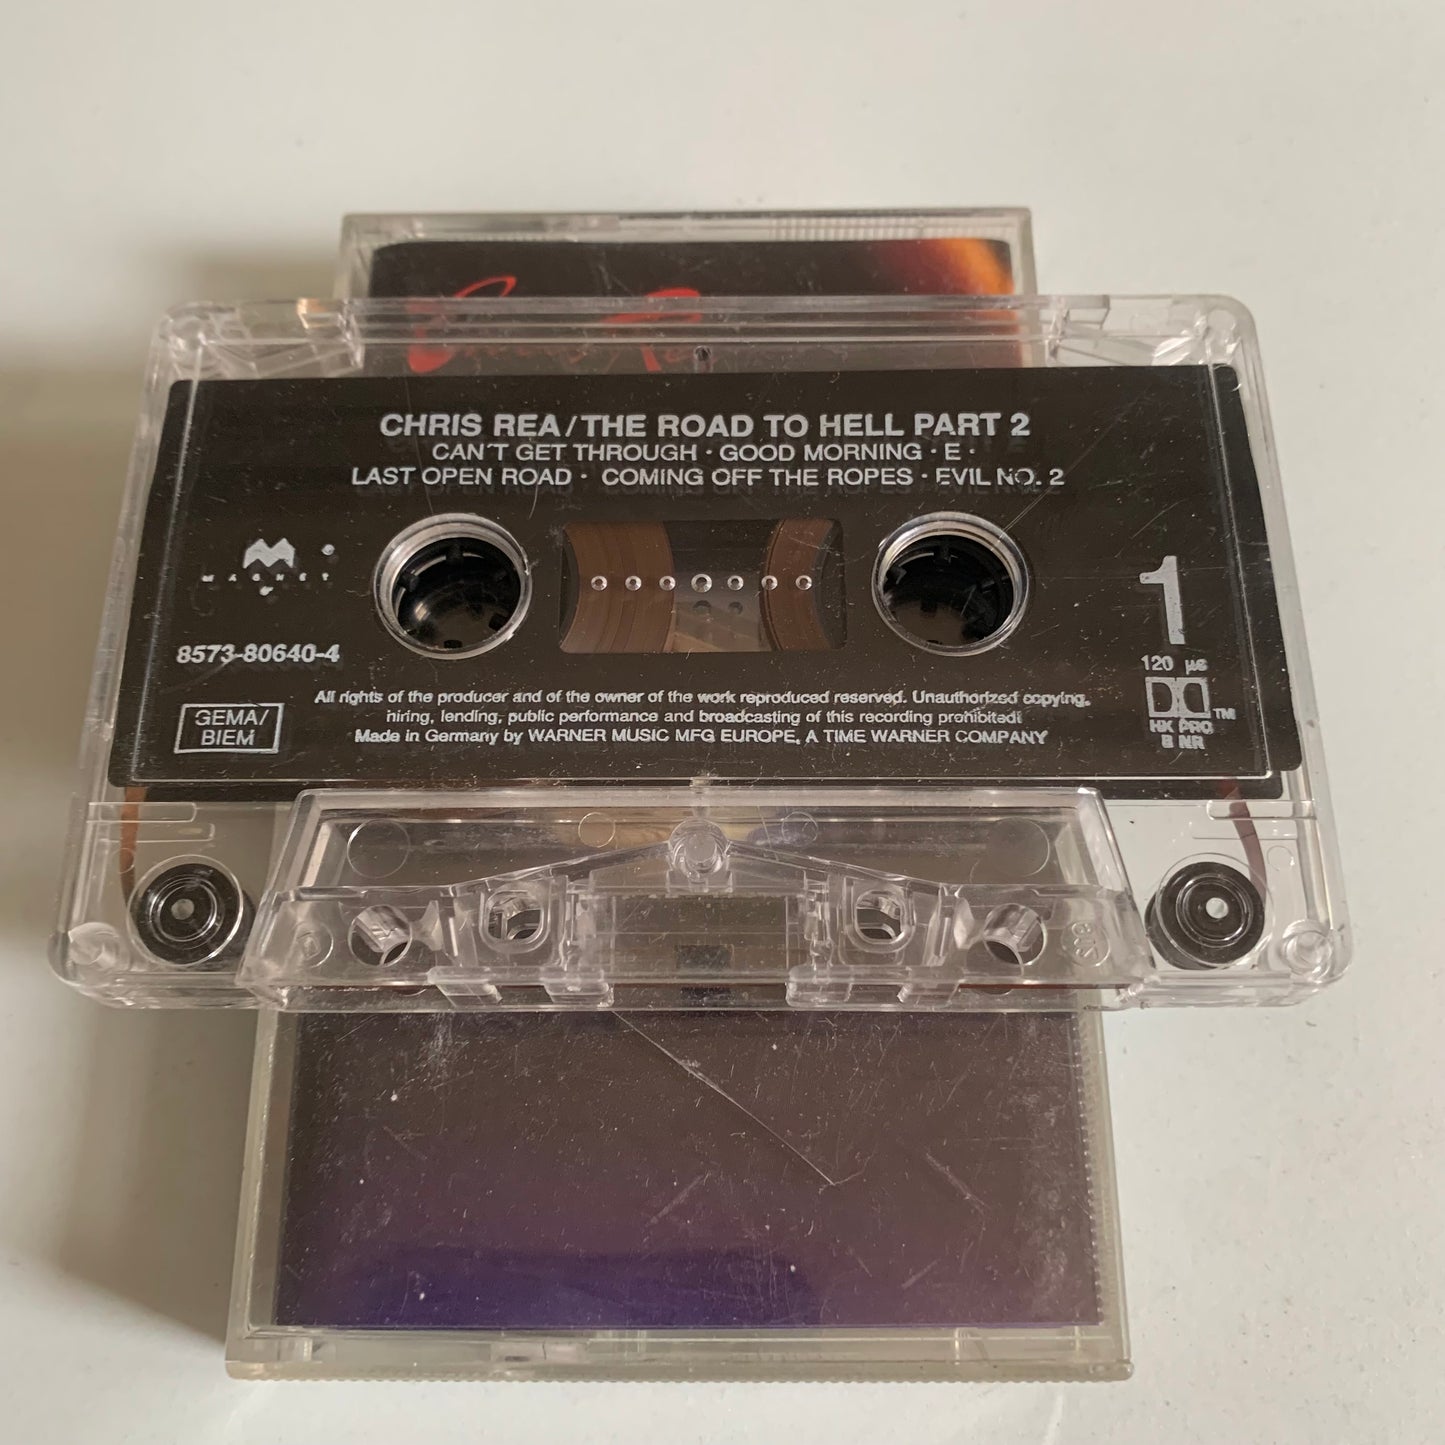 Chris Rea
CHRIS REA/THE ROAD TO HELL PART 2
CAN'T GET THROUGH · GOOD MORNING · E ·
LAST OPEN ROAD · COMING OFF THE ROPES · EVIL NO. 2
MAGNET
8573-80640-4
GEMA/
BIEM
1
120 µs
HX PRO
B NR
TM
All rights of the producer and of the owner of the work reproduced reserved. Unauthorized copying,
hiring, lending, public performance and broadcasting of this recording prohibited!
Made in Germany by WARNER MUSIC MFG EUROPE, A TIME WARNER COMPANY